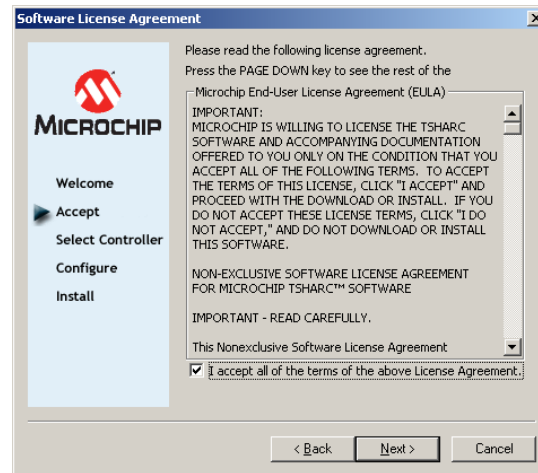 Software License Agreement
MICROCHIP
Welcome
Accept
Select Controller
Configure
Install
Please read the following license agreement.
Press the PAGE DOWN key to see the rest of the
Microchip End-User License Agreement (EULA)
IMPORTANT:
MICROCHIP IS WILLING TO LICENSE THE TSHARC
SOFTWARE AND ACCOMPANYING DOCUMENTATION
OFFERED TO YOU ONLY ON THE CONDITION THAT YOU
ACCEPT ALL OF THE FOLLOWING TERMS. TO ACCEPT
THE TERMS OF THIS LICENSE, CLICK "I ACCEPT" AND
PROCEED WITH THE DOWNLOAD OR INSTALL. IF YOU
DO NOT ACCEPT THESE LICENSE TERMS, CLICK "I DO
NOT ACCEPT," AND DO NOT DOWNLOAD OR INSTALL
THIS SOFTWARE.
NON-EXCLUSIVE SOFTWARE LICENSE AGREEMENT
FOR MICROCHIP TSHARC™ SOFTWARE
IMPORTANT - READ CAREFULLY.
This Nonexclusive Software License Agreement
I accept all of the terms of the above License Agreement.
< Back Next > Cancel